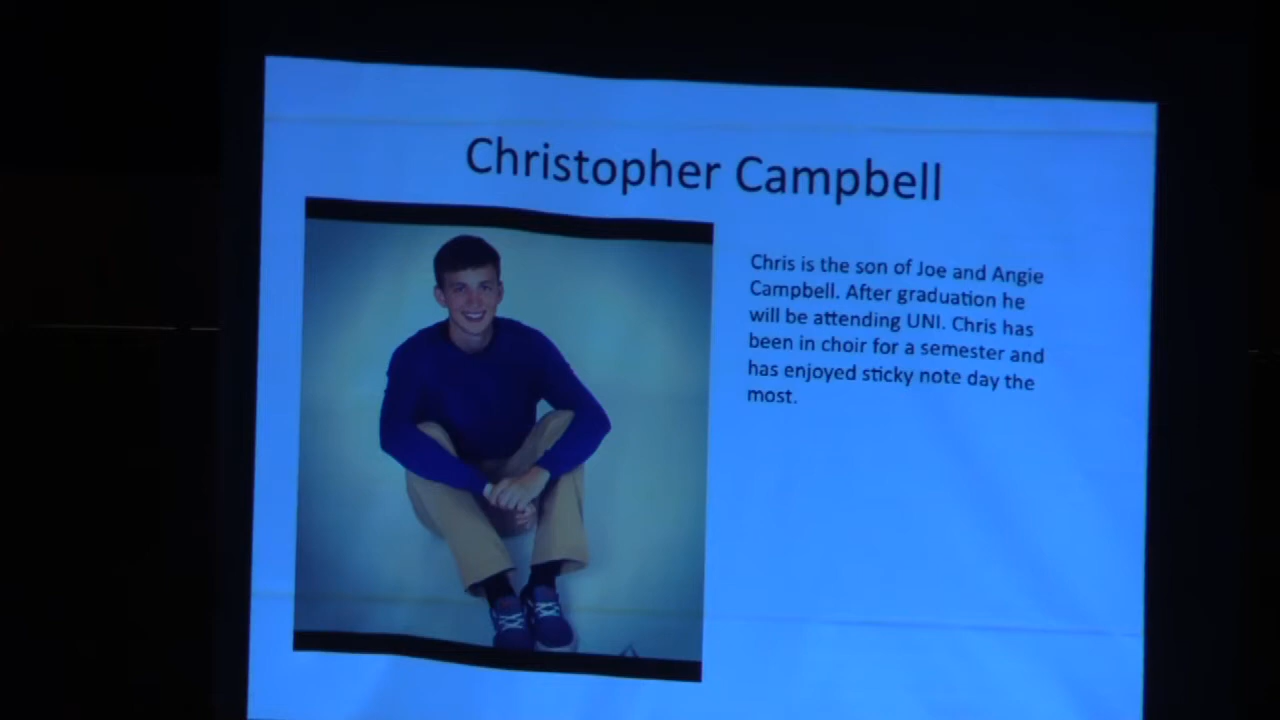 Christopher Campbell
Chris is the son of Joe and Angie
Campbell. After graduation he
will be attending UNI. Chris has
been in choir for a semester and
has enjoyed sticky note day the
most.